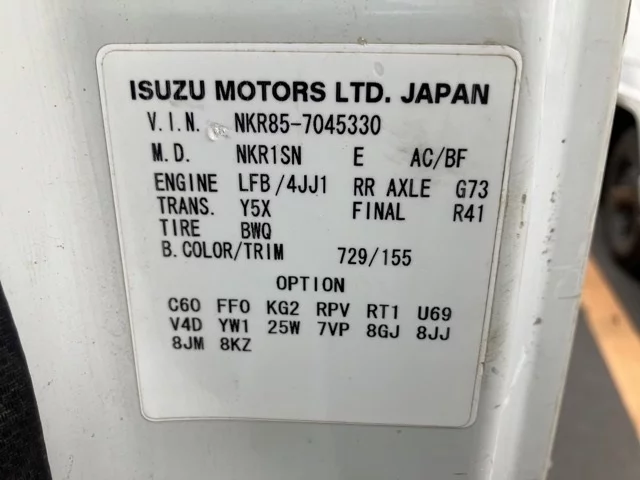 ISUZU MOTORS LTD. JAPAN
V.I.N. NKR85-7045330
M.D. NKR1SN E AC/BF
ENGINE LFB/4JJ1 RR AXLE G73
TRANS. Y5X FINAL R41
TIRE BWQ
B.COLOR/TRIM 729/155
OPTION
C60 FF0 KG2 RPV RT1 U69
V4D YW1 25W 7VP 8GJ 8JJ
8JM 8KZ